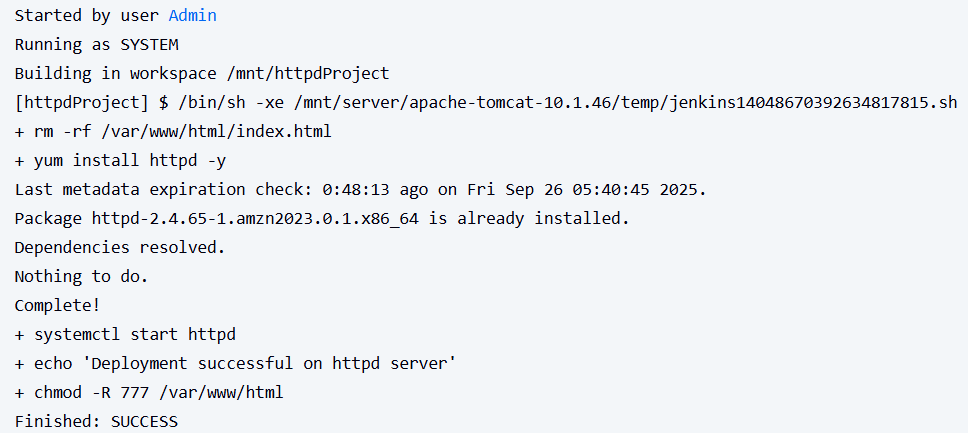 Started by user Admin
Running as SYSTEM
Building in workspace /mnt/httpdProject
[httpdProject] $ /bin/sh -xe /mnt/server/apache-tomcat-10.1.46/temp/jenkins14048670392634817815.sh
+ rm -rf /var/www/html/index.html
+ yum install httpd -y
Last metadata expiration check: 0:48:13 ago on Fri Sep 26 05:40:45 2025.
Package httpd-2.4.65-1.amzn2023.0.1.x86_64 is already installed.
Dependencies resolved.
Nothing to do.
Complete!
+ systemctl start httpd
+ echo 'Deployment successful on httpd server'
+ chmod -R 777 /var/www/html
Finished: SUCCESS